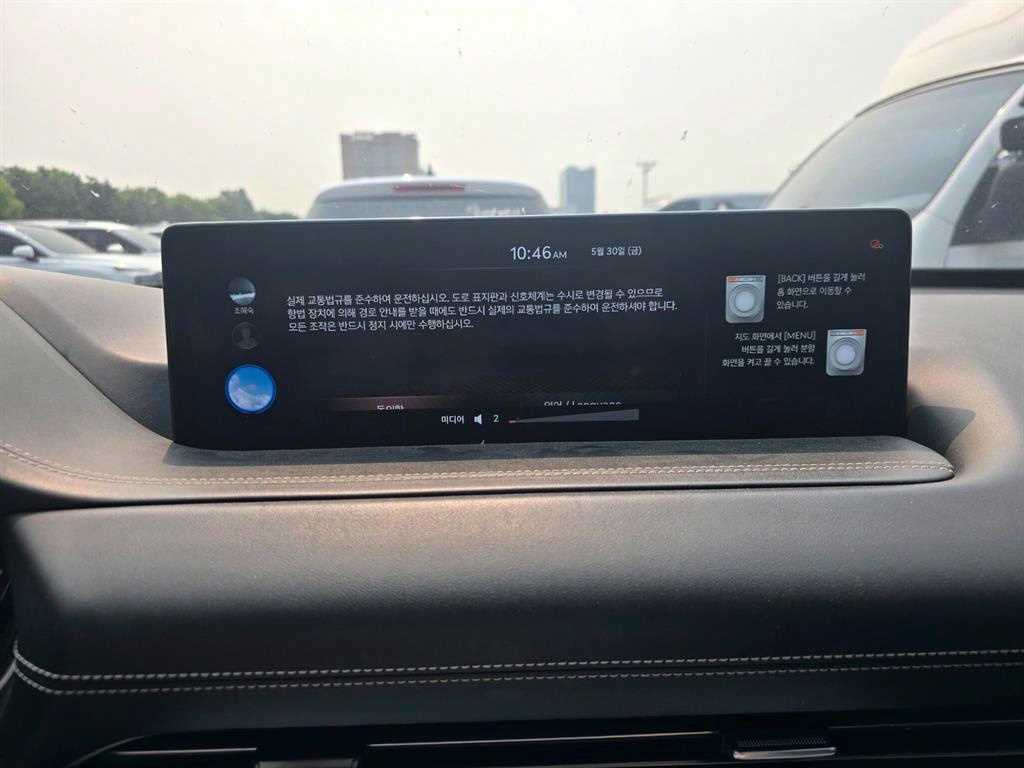 10:46 AM 5월 30일 (금)
조혜숙
실제 교통법규를 준수하여 운전하십시오. 도로 표지판과 신호체계는 수시로 변경될 수 있으므로
항법 장치에 의해 경로 안내를 받을 때에도 반드시 실제의 교통법규를 준수하여 운전하셔야 합니다.
모든 조작은 반드시 정지 시에만 수행하십시오.
[BACK] 버튼을 길게 눌러
홈 화면으로 이동할 수
있습니다.
지도 화면에서 [MENU]
버튼을 길게 눌러 분할
화면을 켜고 끌 수 있습니다.
영어 / Language
미디어 2